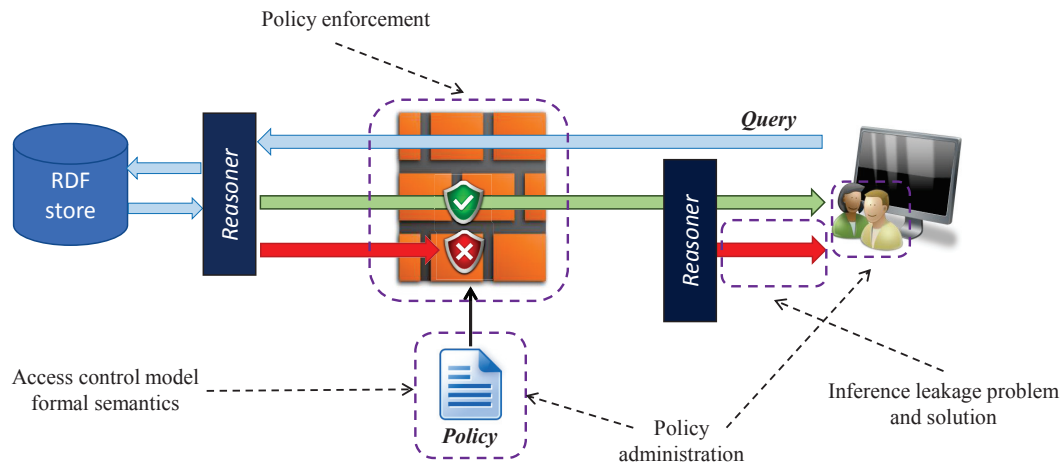 Policy enforcement
Query
RDF
store
Reasoner
Reasoner
Access control model
formal semantics
Policy
Policy
administration
Inference leakage problem
and solution